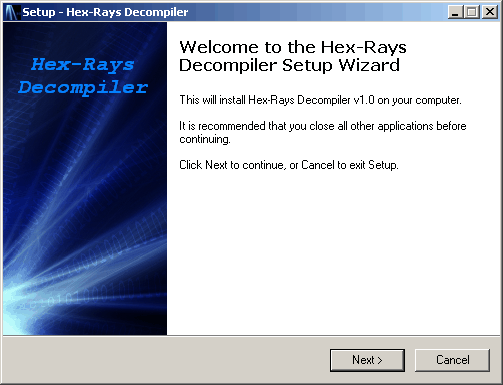 Setup - Hex-Rays Decompiler
Hex-Rays
Decompiler
Welcome to the Hex-Rays
Decompiler Setup Wizard
This will install Hex-Rays Decompiler v1.0 on your computer.
It is recommended that you close all other applications before
continuing.
Click Next to continue, or Cancel to exit Setup.
Next >
Cancel